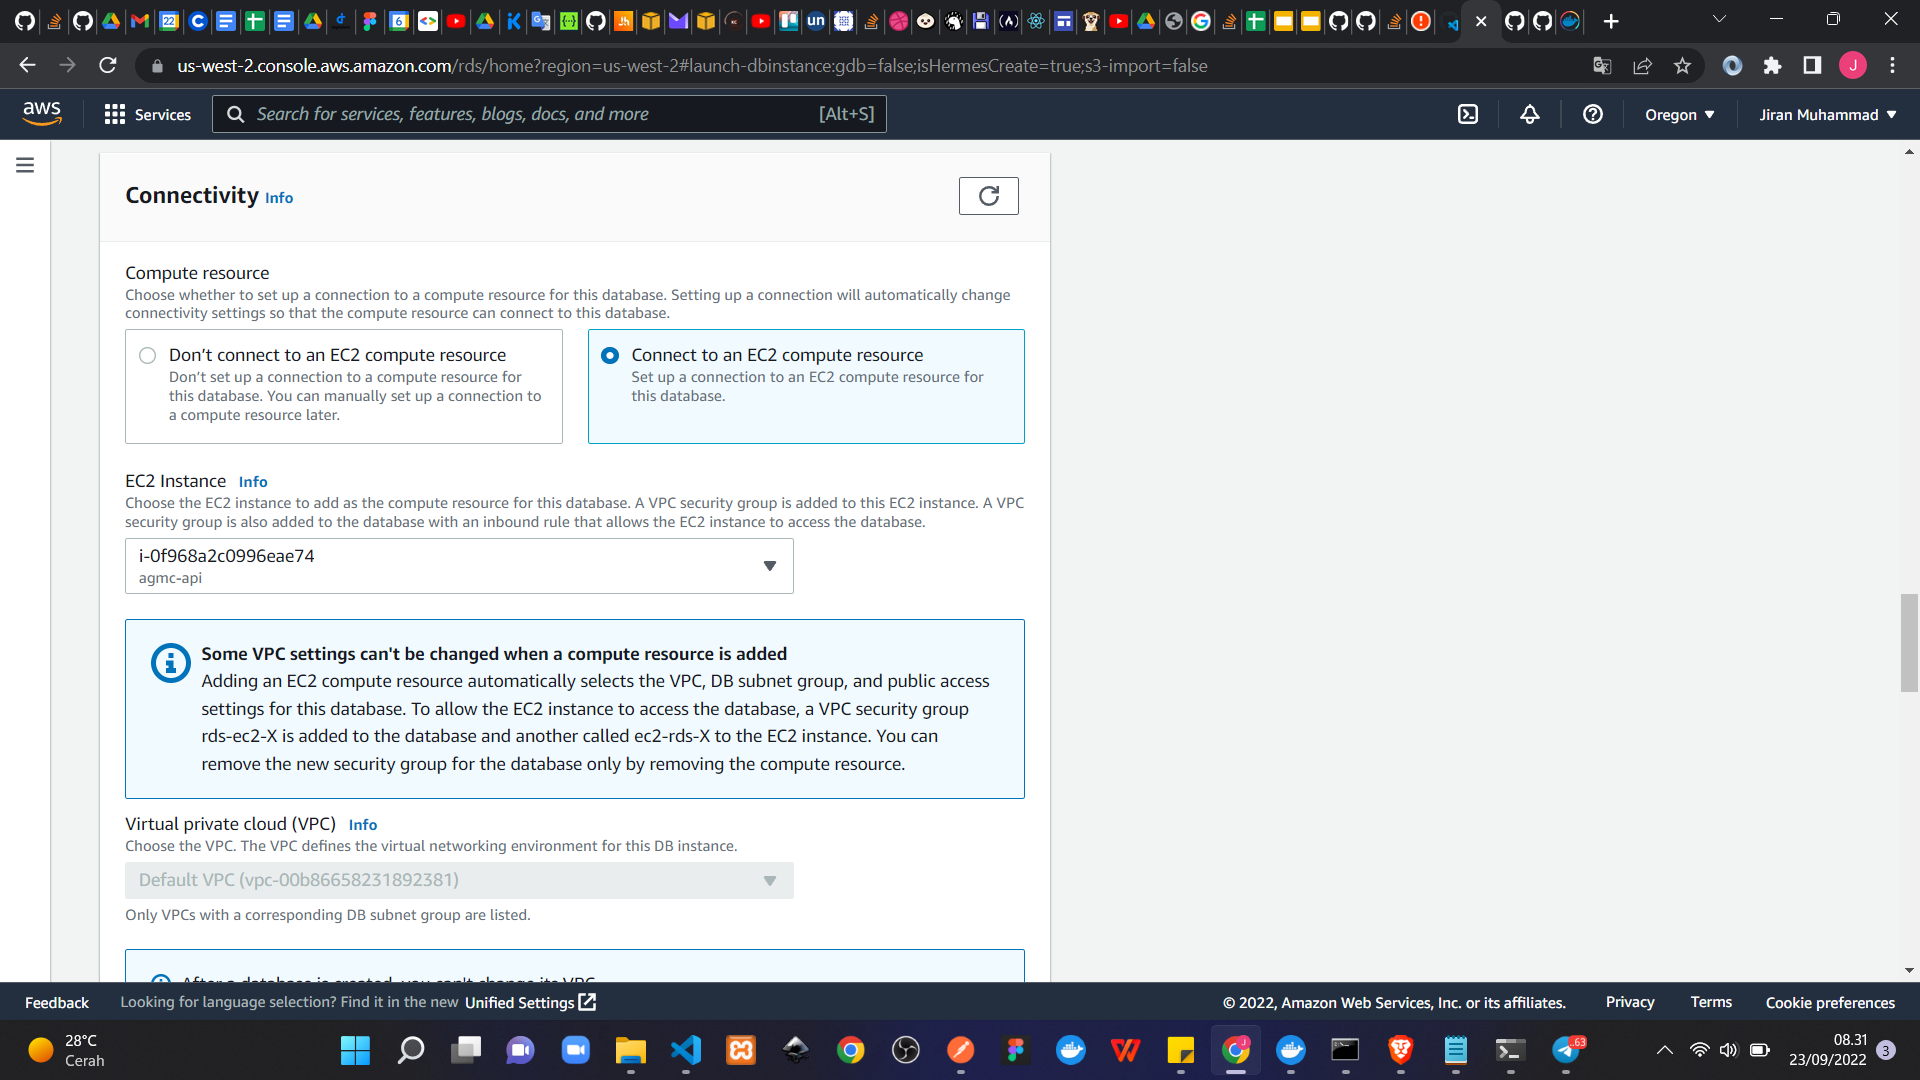 us-west-2.console.aws.amazon.com/rds/home?region=us-west-2#launch-dbinstance:gdb=false;isHermesCreate=true;s3-import=false
aws
Services
Search for services, features, blogs, docs, and more
[Alt+S]
Oregon
Jiran Muhammad
Connectivity Info
Compute resource
Choose whether to set up a connection to a compute resource for this database. Setting up a connection will automatically change
connectivity settings so that the compute resource can connect to this database.
Don’t connect to an EC2 compute resource
Don’t set up a connection to a compute resource for
this database. You can manually set up a connection to
a compute resource later.
Connect to an EC2 compute resource
Set up a connection to an EC2 compute resource for
this database.
EC2 Instance Info
Choose the EC2 instance to add as the compute resource for this database. A VPC security group is added to this EC2 instance. A VPC
security group is also added to the database with an inbound rule that allows the EC2 instance to access the database.
i-0f968a2c0996eae74
agmc-api
Some VPC settings can't be changed when a compute resource is added
Adding an EC2 compute resource automatically selects the VPC, DB subnet group, and public access
settings for this database. To allow the EC2 instance to access the database, a VPC security group
rds-ec2-X is added to the database and another called ec2-rds-X to the EC2 instance. You can
remove the new security group for the database only by removing the compute resource.
Virtual private cloud (VPC) Info
Choose the VPC. The VPC defines the virtual networking environment for this DB instance.
Default VPC (vpc-00b86658231892381)
Only VPCs with a corresponding DB subnet group are listed.
After a database is created, you can't change its VPC.
Feedback
Looking for language selection? Find it in the new Unified Settings
© 2022, Amazon Web Services, Inc. or its affiliates.
Privacy
Terms
Cookie preferences
28°C
Cerah
08.31
23/09/2022
3